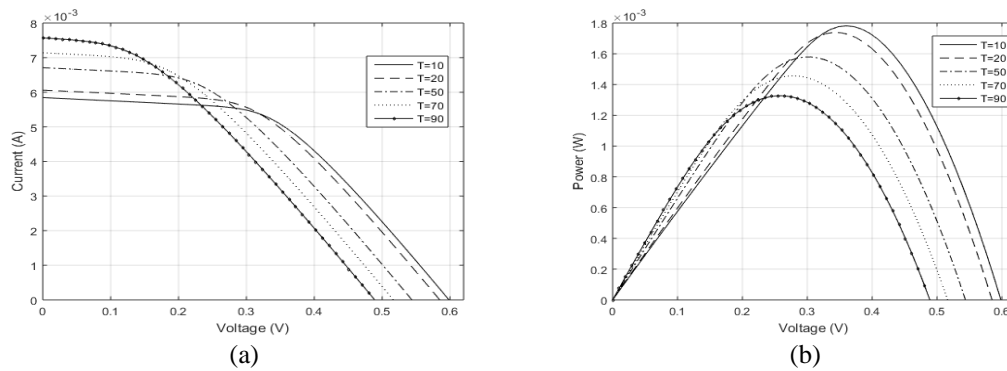 × 10⁻³
8
7
6
5
4
3
2
1
0
Current (A)
0
0.1
0.2
0.3
0.4
0.5
0.6
Voltage (V)
T=10
T=20
T=50
T=70
T=90
(a)
× 10⁻³
1.8
1.6
1.4
1.2
1
0.8
0.6
0.4
0.2
0
Power (W)
0
0.1
0.2
0.3
0.4
0.5
0.6
Voltage (V)
T=10
T=20
T=50
T=70
T=90
(b)